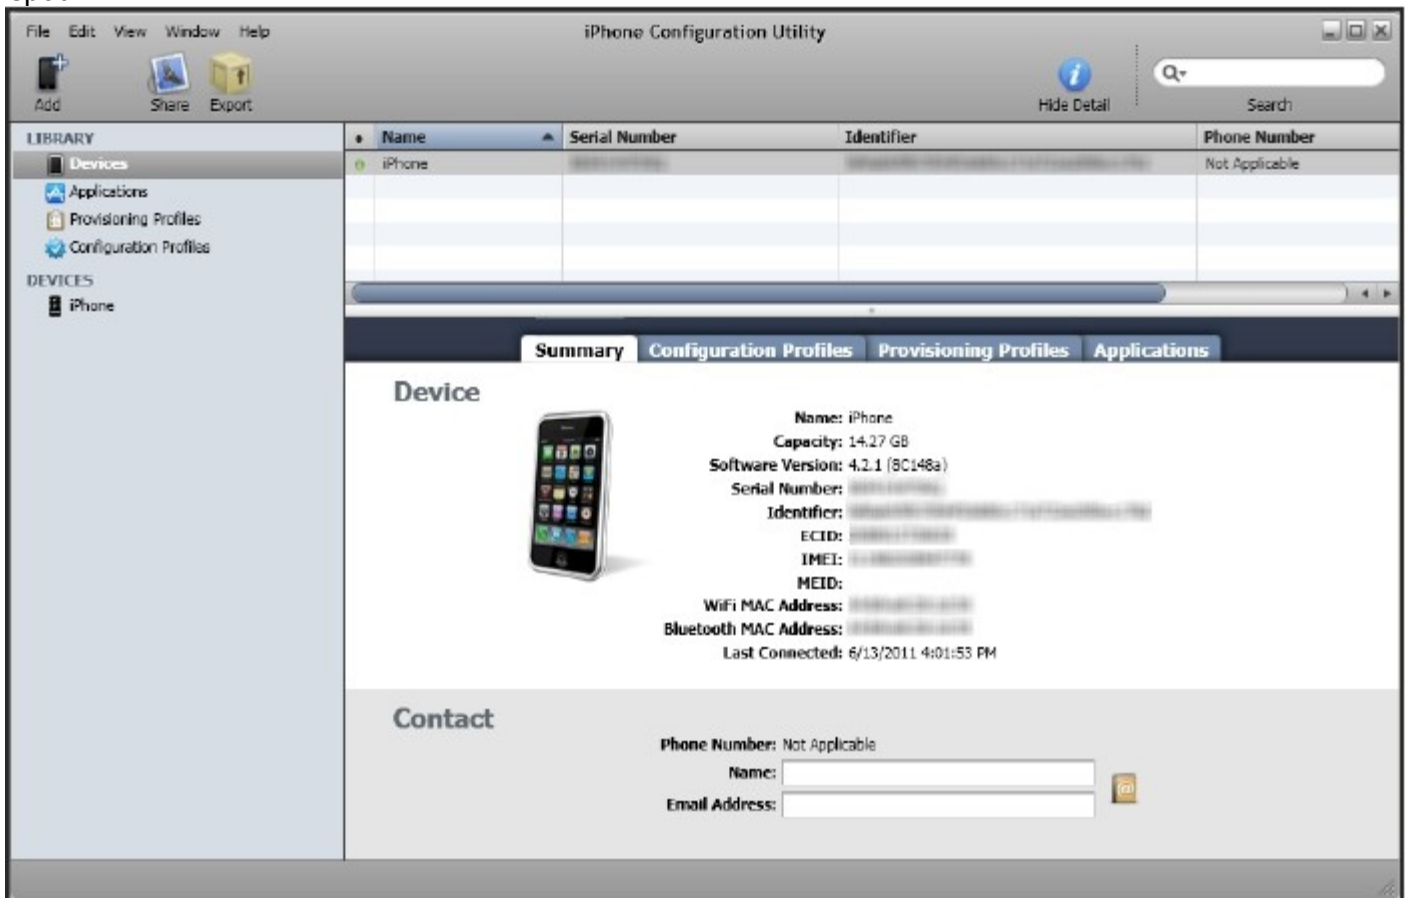 File Edit View Window Help
iPhone Configuration Utility
Add Share Export
Hide Detail
Search
LIBRARY
Devices
Applications
Provisioning Profiles
Configuration Profiles
DEVICES
iPhone
Name Serial Number Identifier Phone Number
iPhone Not Applicable
Summary Configuration Profiles Provisioning Profiles Applications
Device
Name: iPhone
Capacity: 14.27 GB
Software Version: 4.2.1 (8C148a)
Serial Number:
Identifier:
ECID:
IMEI:
MEID:
WiFi MAC Address:
Bluetooth MAC Address:
Last Connected: 6/13/2011 4:01:53 PM
Contact
Phone Number: Not Applicable
Name:
Email Address: